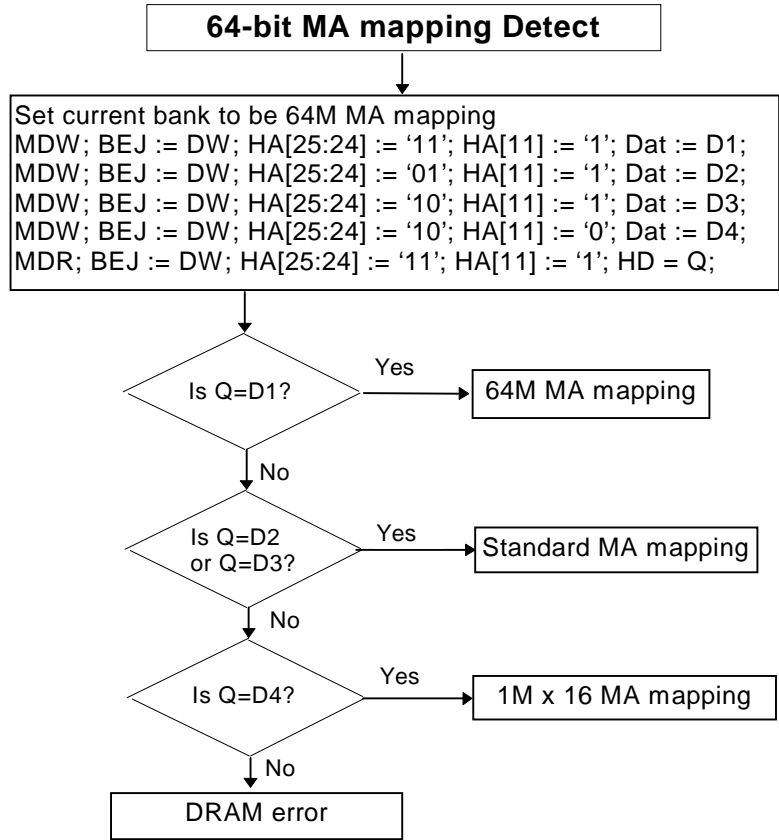 64-bit MA mapping Detect
Set current bank to be 64M MA mapping
MDW; BEJ := DW; HA[25:24] := ‘11’; HA[11] := ‘1’; Dat := D1;
MDW; BEJ := DW; HA[25:24] := ‘01’; HA[11] := ‘1’; Dat := D2;
MDW; BEJ := DW; HA[25:24] := ‘10’; HA[11] := ‘1’; Dat := D3;
MDW; BEJ := DW; HA[25:24] := ‘10’; HA[11] := ‘0’; Dat := D4;
MDR; BEJ := DW; HA[25:24] := ‘11’; HA[11] := ‘1’; HD = Q;
Is Q=D1?
Yes
64M MA mapping
No
Is Q=D2
or Q=D3?
Yes
Standard MA mapping
No
Is Q=D4?
Yes
1M x 16 MA mapping
No
DRAM error